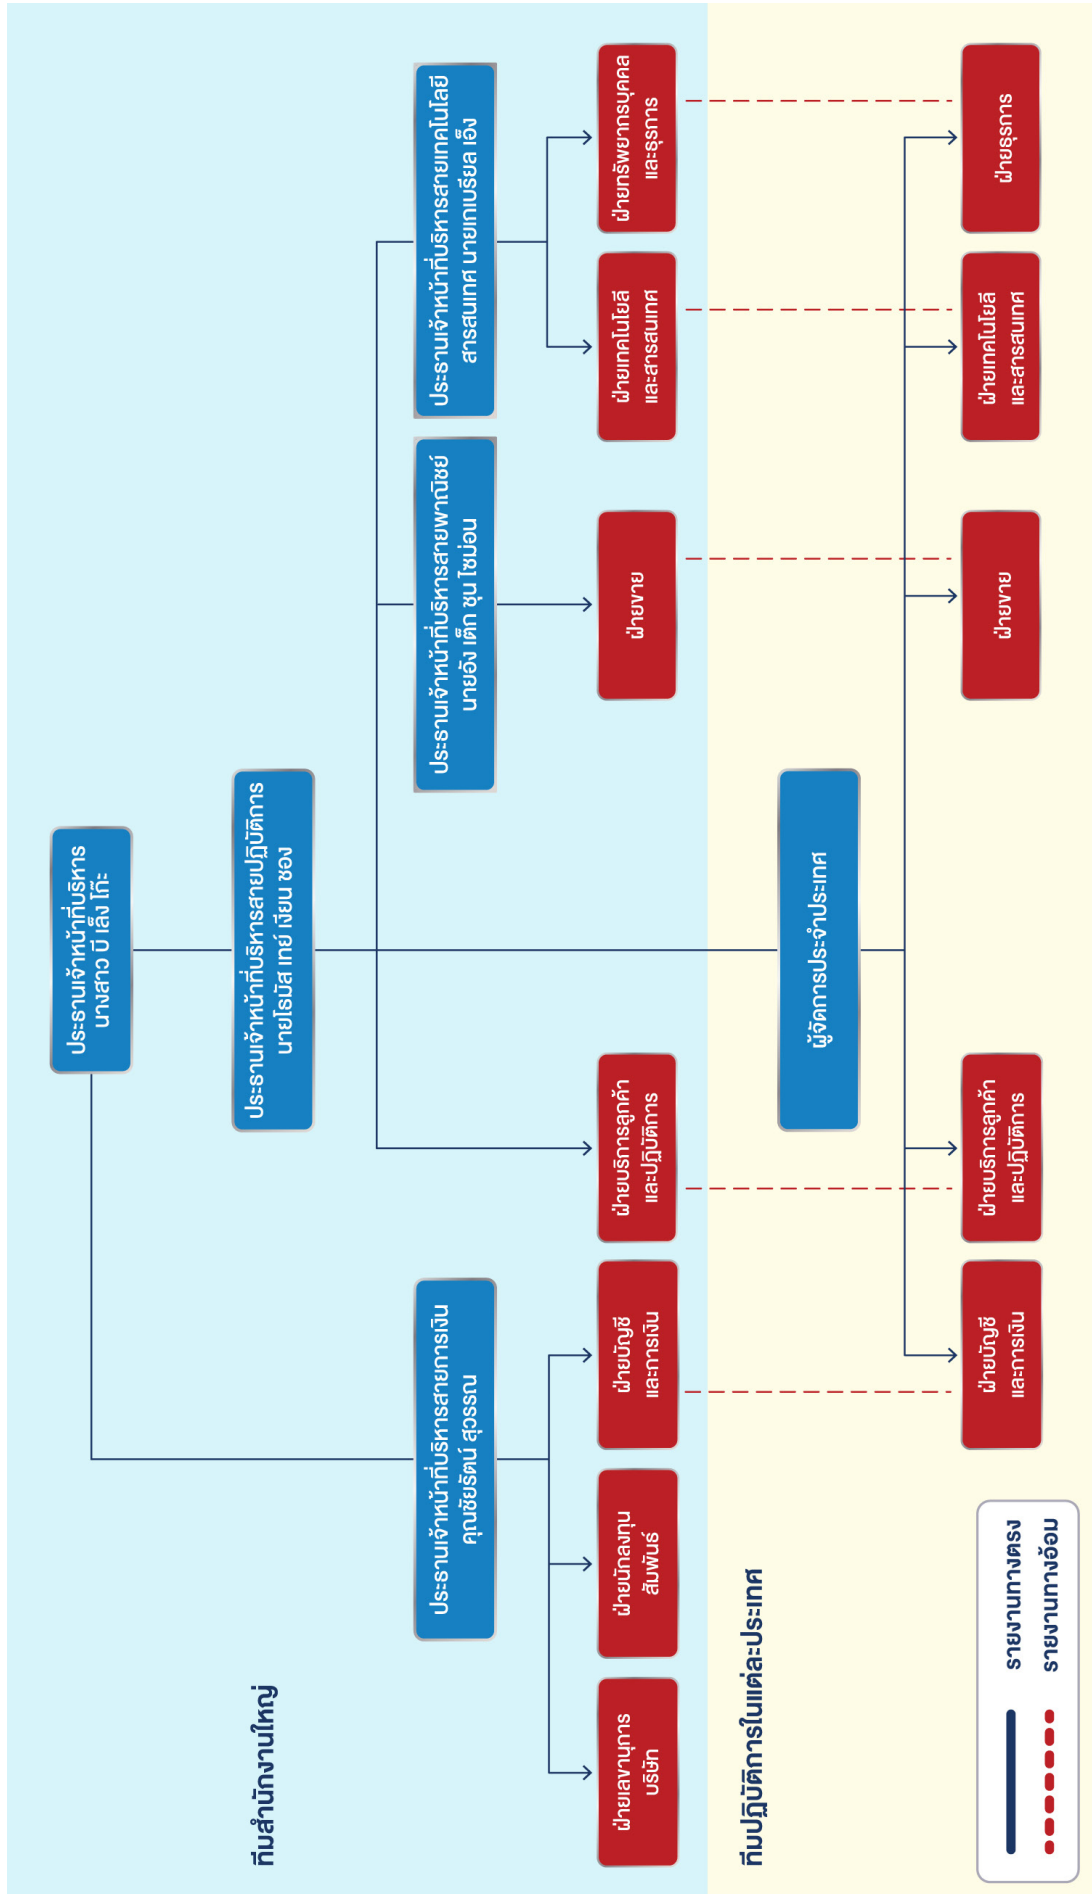 ประธานเจ้าหน้าที่บริหาร
นางสาว บี เล็ง โก๊ะ
ประธานเจ้าหน้าที่บริหารสายปฏิบัติการ
นายโธมัส เทย์ เงียน ชอง
ทีมสำนักงานใหญ่
ประธานเจ้าหน้าที่บริหารสายการเงิน
คุณชัยรัตน์ สุวรรณ
ประธานเจ้าหน้าที่บริหารสายพาณิชย์
นายอัง เต็ก ชุน ไซม่อน
ประธานเจ้าหน้าที่บริหารสายเทคโนโลยี
สารสนเทศ นายเกเบรียล เอ็ง
ฝ่ายเลขานุการ
บริษัท
ฝ่ายนักลงทุน
สัมพันธ์
ฝ่ายบัญชี
และการเงิน
ฝ่ายบริการลูกค้า
และปฏิบัติการ
ฝ่ายขาย
ฝ่ายเทคโนโยลี
และสารสนเทศ
ฝ่ายทรัพยากรบุคคล
และธุรการ
ทีมปฏิบัติการในแต่ละประเทศ
ผู้จัดการประจำประเทศ
ฝ่ายบัญชี
และการเงิน
ฝ่ายบริการลูกค้า
และปฏิบัติการ
ฝ่ายขาย
ฝ่ายเทคโนโยลี
และสารสนเทศ
ฝ่ายธุรการ
รายงานทางตรง
รายงานทางอ้อม